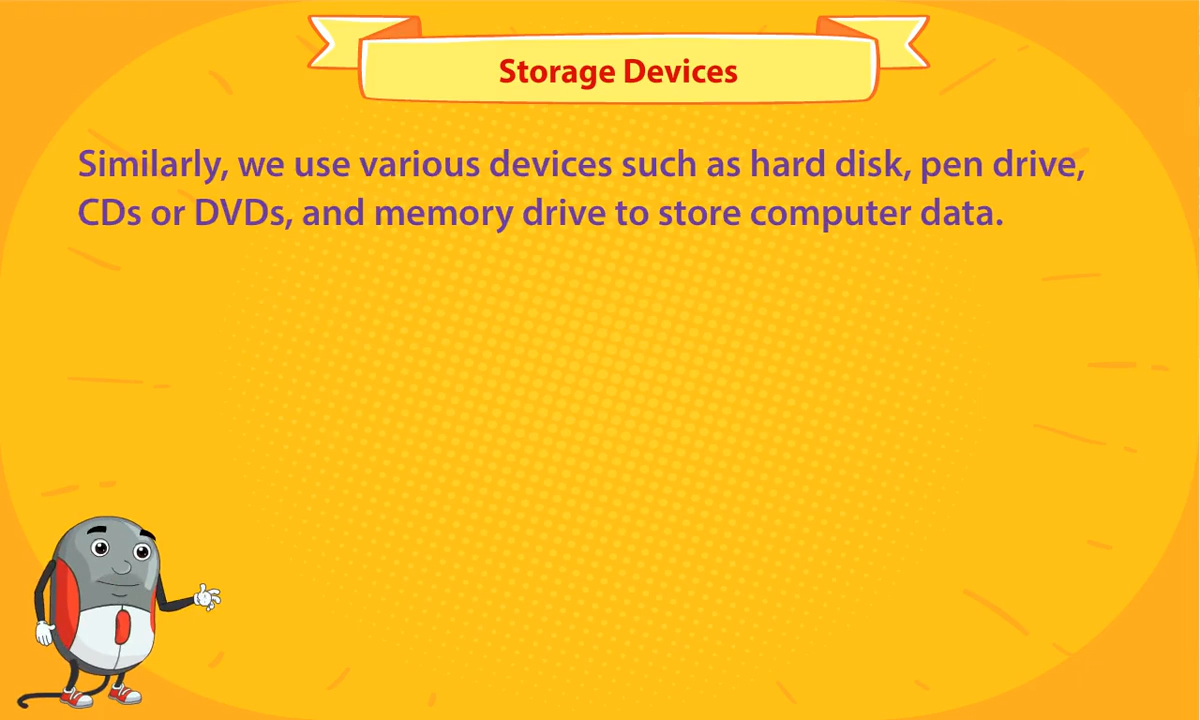 Storage Devices
Similarly, we use various devices such as hard disk, pen drive,
CDs or DVDs, and memory drive to store computer data.